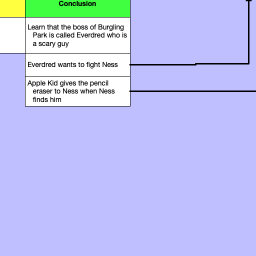 Conclusion
Learn that the boss of Burgling
Park is called Everdred who is
a scary guy
Everdred wants to fight Ness
Apple Kid gives the pencil
eraser to Ness when Ness
finds him